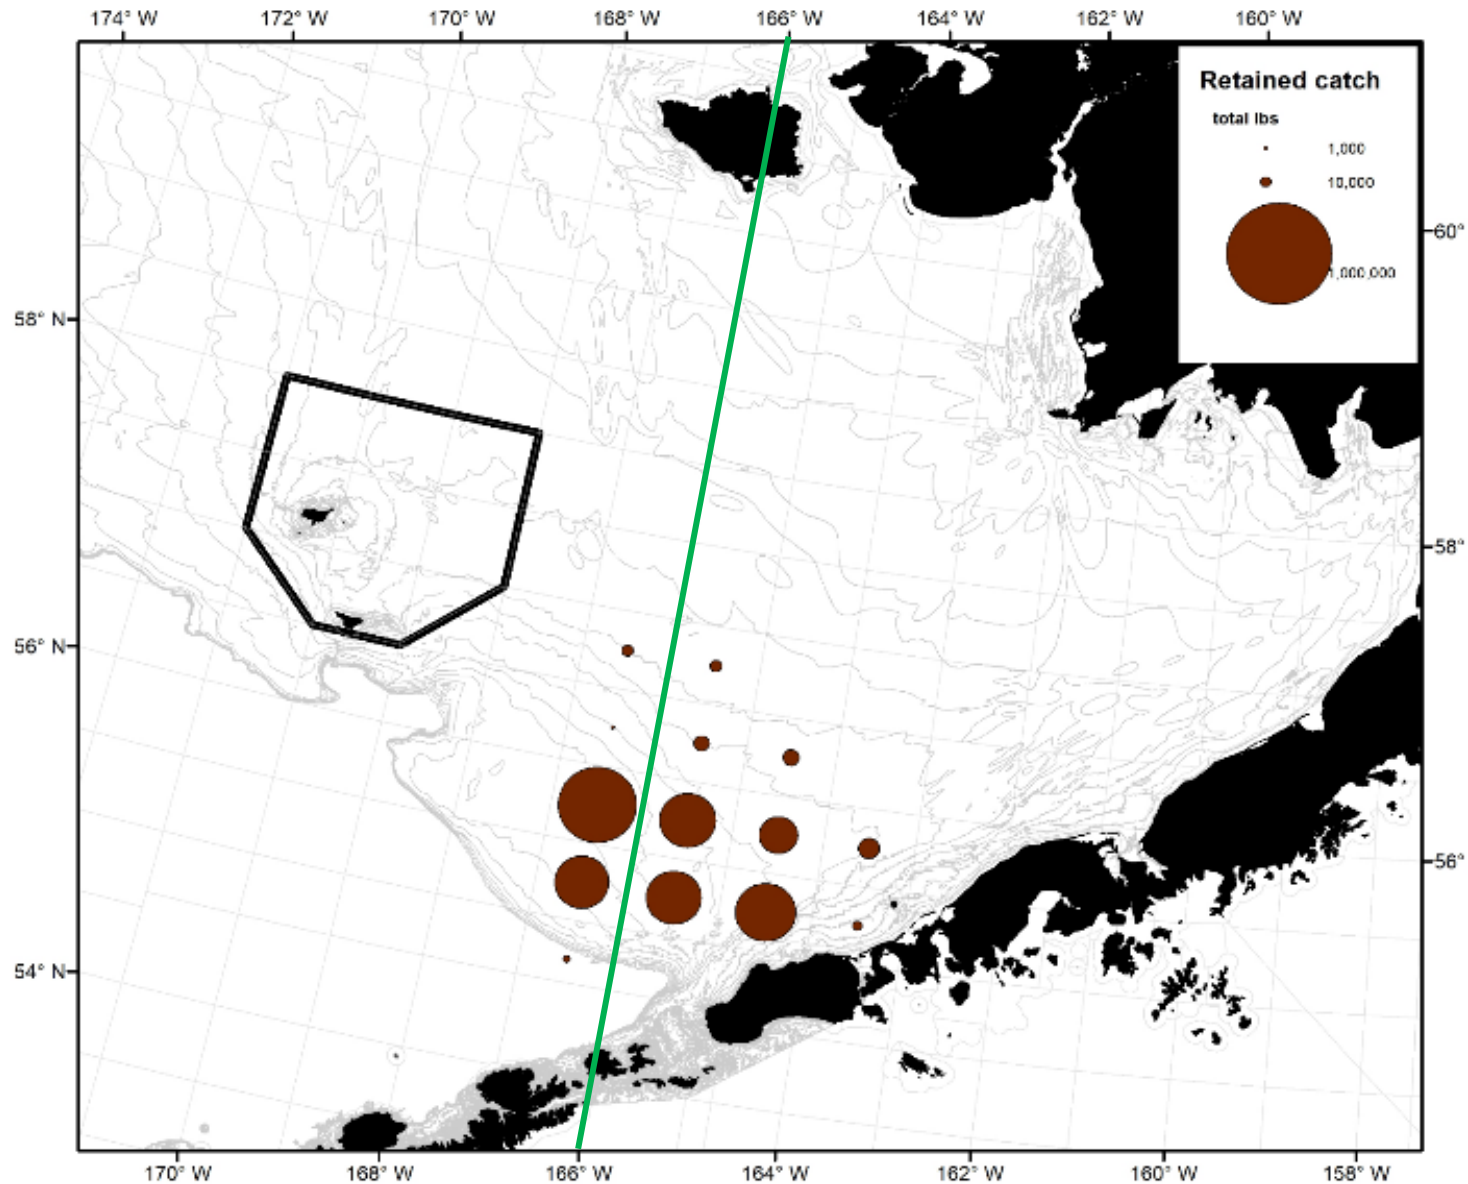 174° W 172° W 170° W 168° W 166° W 164° W 162° W 160° W
Retained catch
total lbs
1,000
10,000
1,000,000
60°
58° N
58°
56° N
56°
54° N
170° W 168° W 166° W 164° W 162° W 160° W 158° W